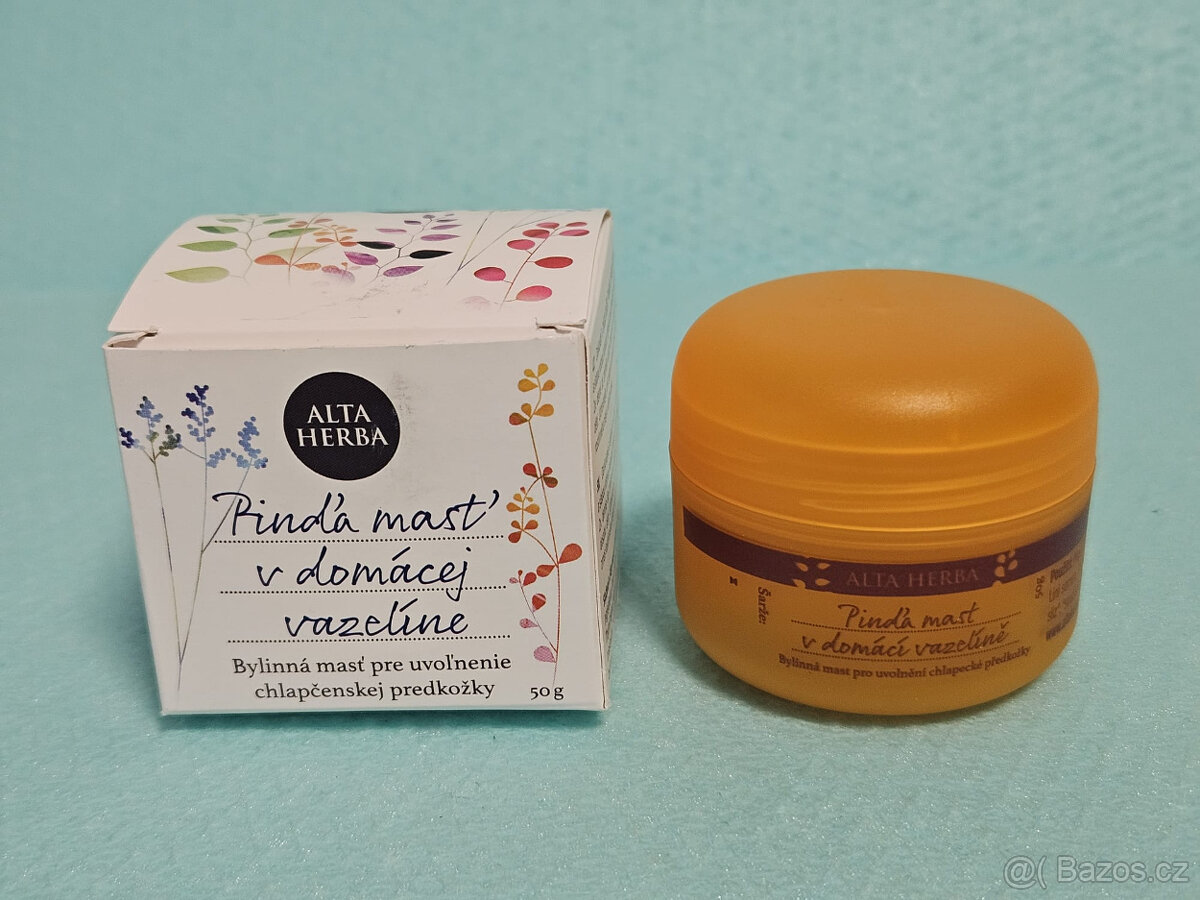 ALTA
HERBA
Pinďa masť
v domácej
vazelíne
Bylinná masť pre uvoľnenie
chlapčenskej predkožky 50 g
ALTA HERBA
Šarže:
50g
Pinďa mast
v domácí vazelíně
Bylinná mast pro uvolnění chlapecké předkožky
@( Bazos.cz